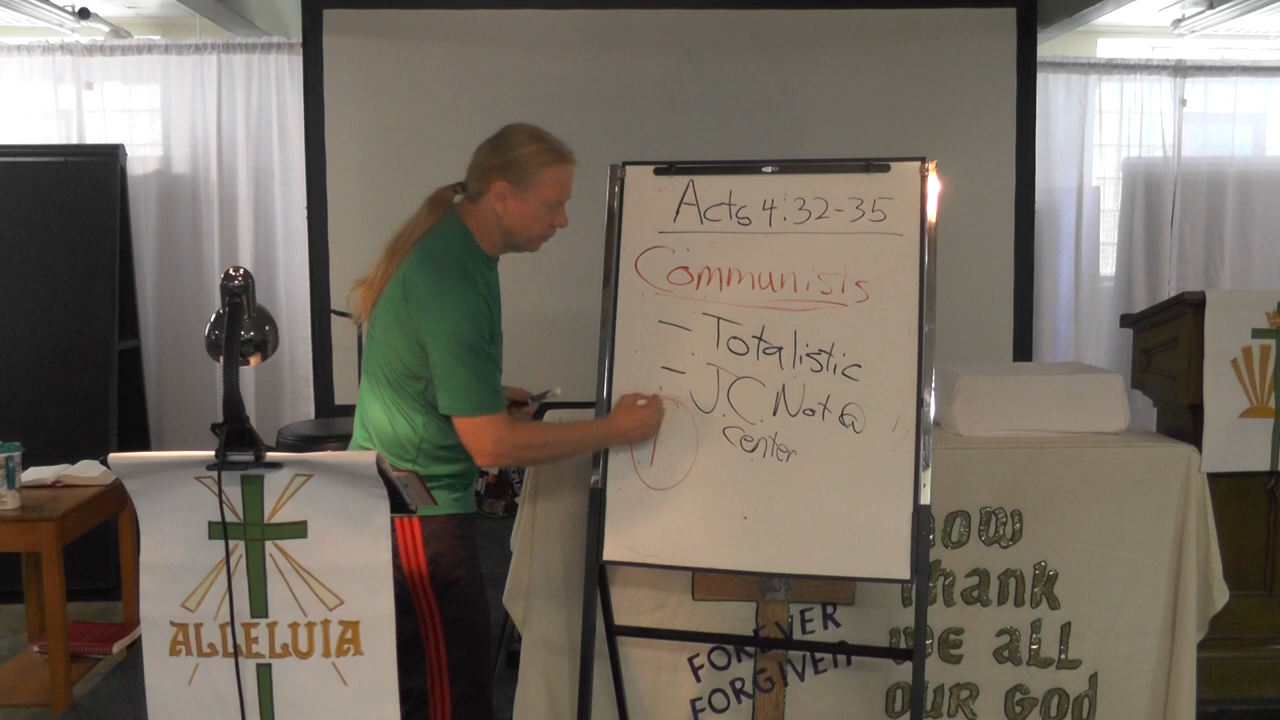 Acts 4:32-35
Communists
- Totalistic
- J.C. Not @
center
ALLELUIA
FOREVER
FORGIVEN
now
thank
we all
our God